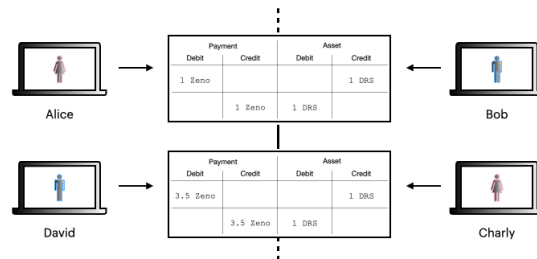 Payment Asset
Debit Credit Debit Credit
1 Zeno 1 DRS
1 Zeno 1 DRS
Alice Bob
Payment Asset
Debit Credit Debit Credit
3.5 Zeno 1 DRS
3.5 Zeno 1 DRS
David Charly